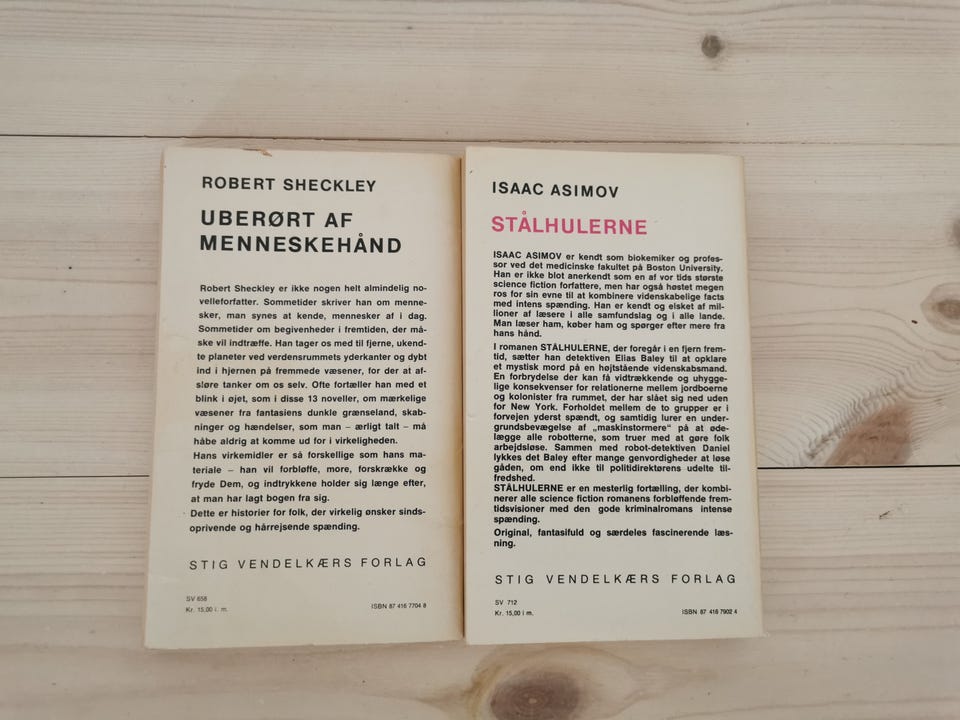 ROBERT SHECKLEY
UBERØRT AF
MENNESKEHÅND
Robert Sheckley er ikke nogen helt almindelig no-
velleforfatter. Sommetider skriver han om menne-
sker, man synes at kende, mennesker af i dag.
Sommetider om begivenheder i fremtiden, der må-
ske vil indtræffe. Han tager os med til fjerne, ukend-
te planeter ved verdensrummets yderkanter og dybt
ind i hjernen på fremmede væsener, for der at af-
sløre tanker om os selv. Ofte fortæller han med et
blink i øjet, som i disse 13 noveller, om mærkelige
væsener fra fantasiens dunkle grænseland, skab-
ninger og hændelser, som man – ærligt talt – må
håbe aldrig at komme ud for i virkeligheden.
Hans virkemidler er så forskellige som hans ma-
teriale – han vil forbløffe, more, forskrække og
fryde Dem, og indtrykkene holder sig længe efter,
at man har lagt bogen fra sig.
Dette er historier for folk, der virkelig ønsker sinds-
oprivende og hårrejsende spænding.
STIG VENDELKÆRS FORLAG
SV 658
Kr. 15,00 i. m.
ISBN 87 416 7704 8
ISAAC ASIMOV
STÅLHULERNE
ISAAC ASIMOV er kendt som biokemiker og profes-
sor ved det medicinske fakultet på Boston University.
Han er ikke blot anerkendt som en af vor tids største
science fiction forfattere, men har også høstet megen
ros for sin evne til at kombinere videnskabelige facts
med intens spænding. Han er kendt og elsket af mil-
lioner af læsere i alle samfundslag og i alle lande.
Man læser ham, køber ham og spørger efter mere fra
hans hånd.
I romanen STÅLHULERNE, der foregår i en fjern frem-
tid, sætter han detektiven Elias Baley til at opklare
et mystisk mord på en højtstående videnskabsmand.
En forbrydelse der kan få vidtrækkende og uhygge-
lige konsekvenser for relationerne mellem jordboerne
og kolonister fra rummet, der har slået sig ned uden
for New York. Forholdet mellem de to grupper er i
forvejen yderst spændt, og samtidig lurer en under-
grundsbevægelse af „maskinstormere” på at øde-
lægge alle robotterne, som truer med at gøre folk
arbejdsløse. Sammen med robot-detektiven Daniel
lykkes det Baley efter mange genvordigheder at løse
gåden, om end ikke til politidirektørens udelte til-
fredshed.
STÅLHULERNE er en mesterlig fortælling, der kombi-
nerer alle science fiction romanens forbløffende frem-
tidsvisioner med den gode kriminalromans intense
spænding.
Original, fantasifuld og særdeles fascinerende læs-
ning.
STIG VENDELKÆRS FORLAG
SV 712
Kr. 15,00 i m.
ISBN 87 416 7902 4